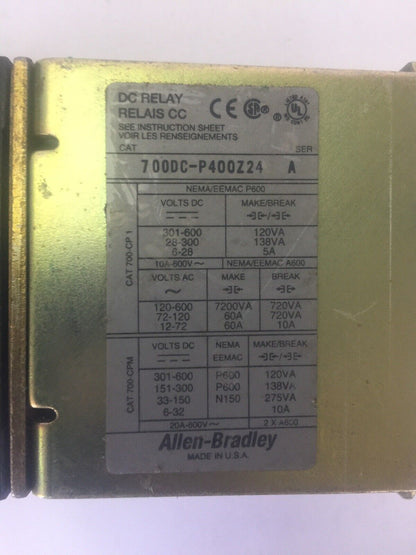 DC RELAY
RELAIS CC
SEE INSTRUCTION SHEET
VOIR LES RENSEIGNEMENTS
CE SA® UL
CAT SER
700DC-P400Z24 A
NEMA/EEMAC P600
VOLTS DC MAKE/BREAK
CAT 700-CP1
301-600 120VA
28-300 138VA
6-28 5A
10A-600V~ NEMA/EEMAC A600
VOLTS AC MAKE BREAK
~
120-600 7200VA 720VA
72-120 60A 720VA
12-72 60A 10A
CAT 700-CPM
VOLTS DC NEMA MAKE/BREAK
EEMAC
301-600 P600 120VA
151-300 P600 138VA
33-150 N150 275VA
6-32 10A
20A-600V~ 2 X A600
Allen-Bradley
MADE IN U.S.A.